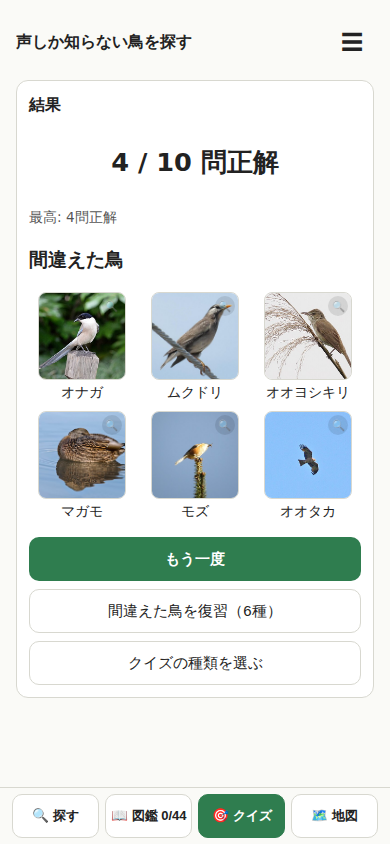 声しか知らない鳥を探す
結果
4 / 10 問正解
最高: 4問正解
間違えた鳥
オナガ
ムクドリ
オオヨシキリ
マガモ
モズ
オオタカ
もう一度
間違えた鳥を復習（6種）
クイズの種類を選ぶ
探す
図鑑 0/44
クイズ
地図